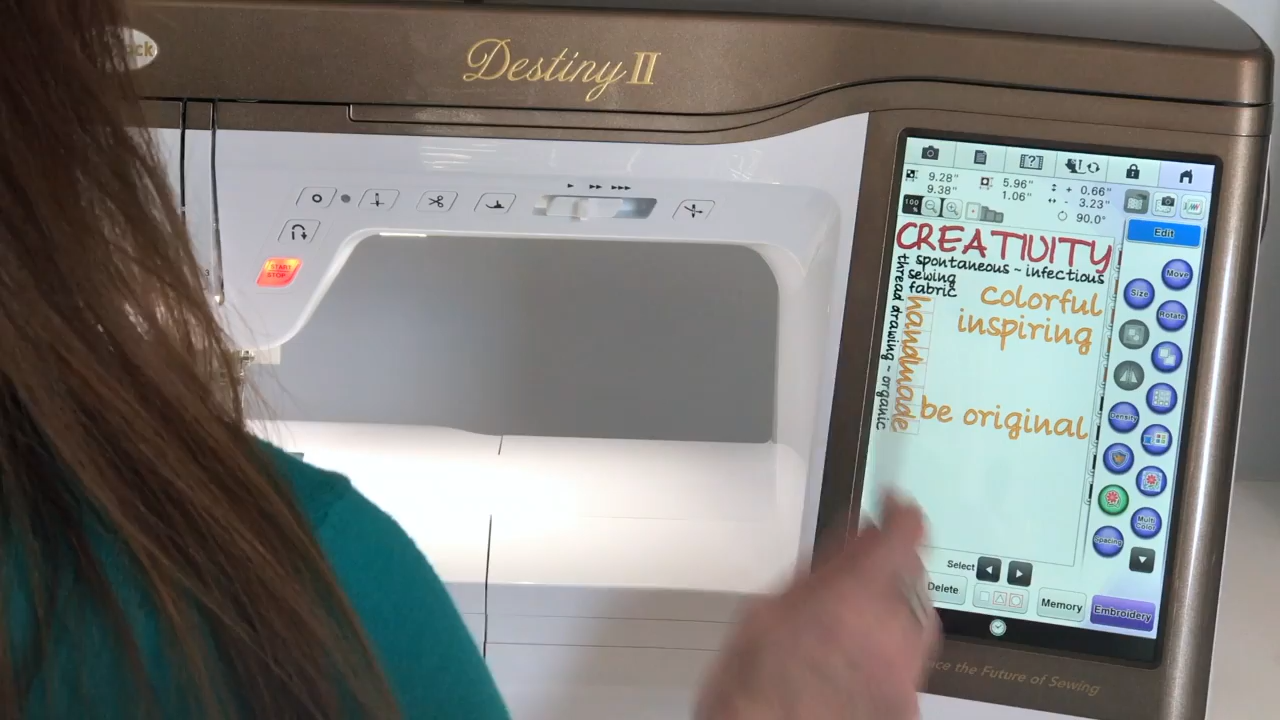 Destiny II
START
STOP
9.28"
9.38"
5.96"
1.06"
+ 0.66"
- 3.23"
90.0°
100
Edit
CREATIVITY
spontaneous ~ infectious
sewing
fabric
thread drawing ~ organic
handmade
colorful
inspiring
be original
Move
Size
Rotate
Density
Multi
Color
Spacing
Select
Delete
Memory
Embroidery
the Future of Sewing